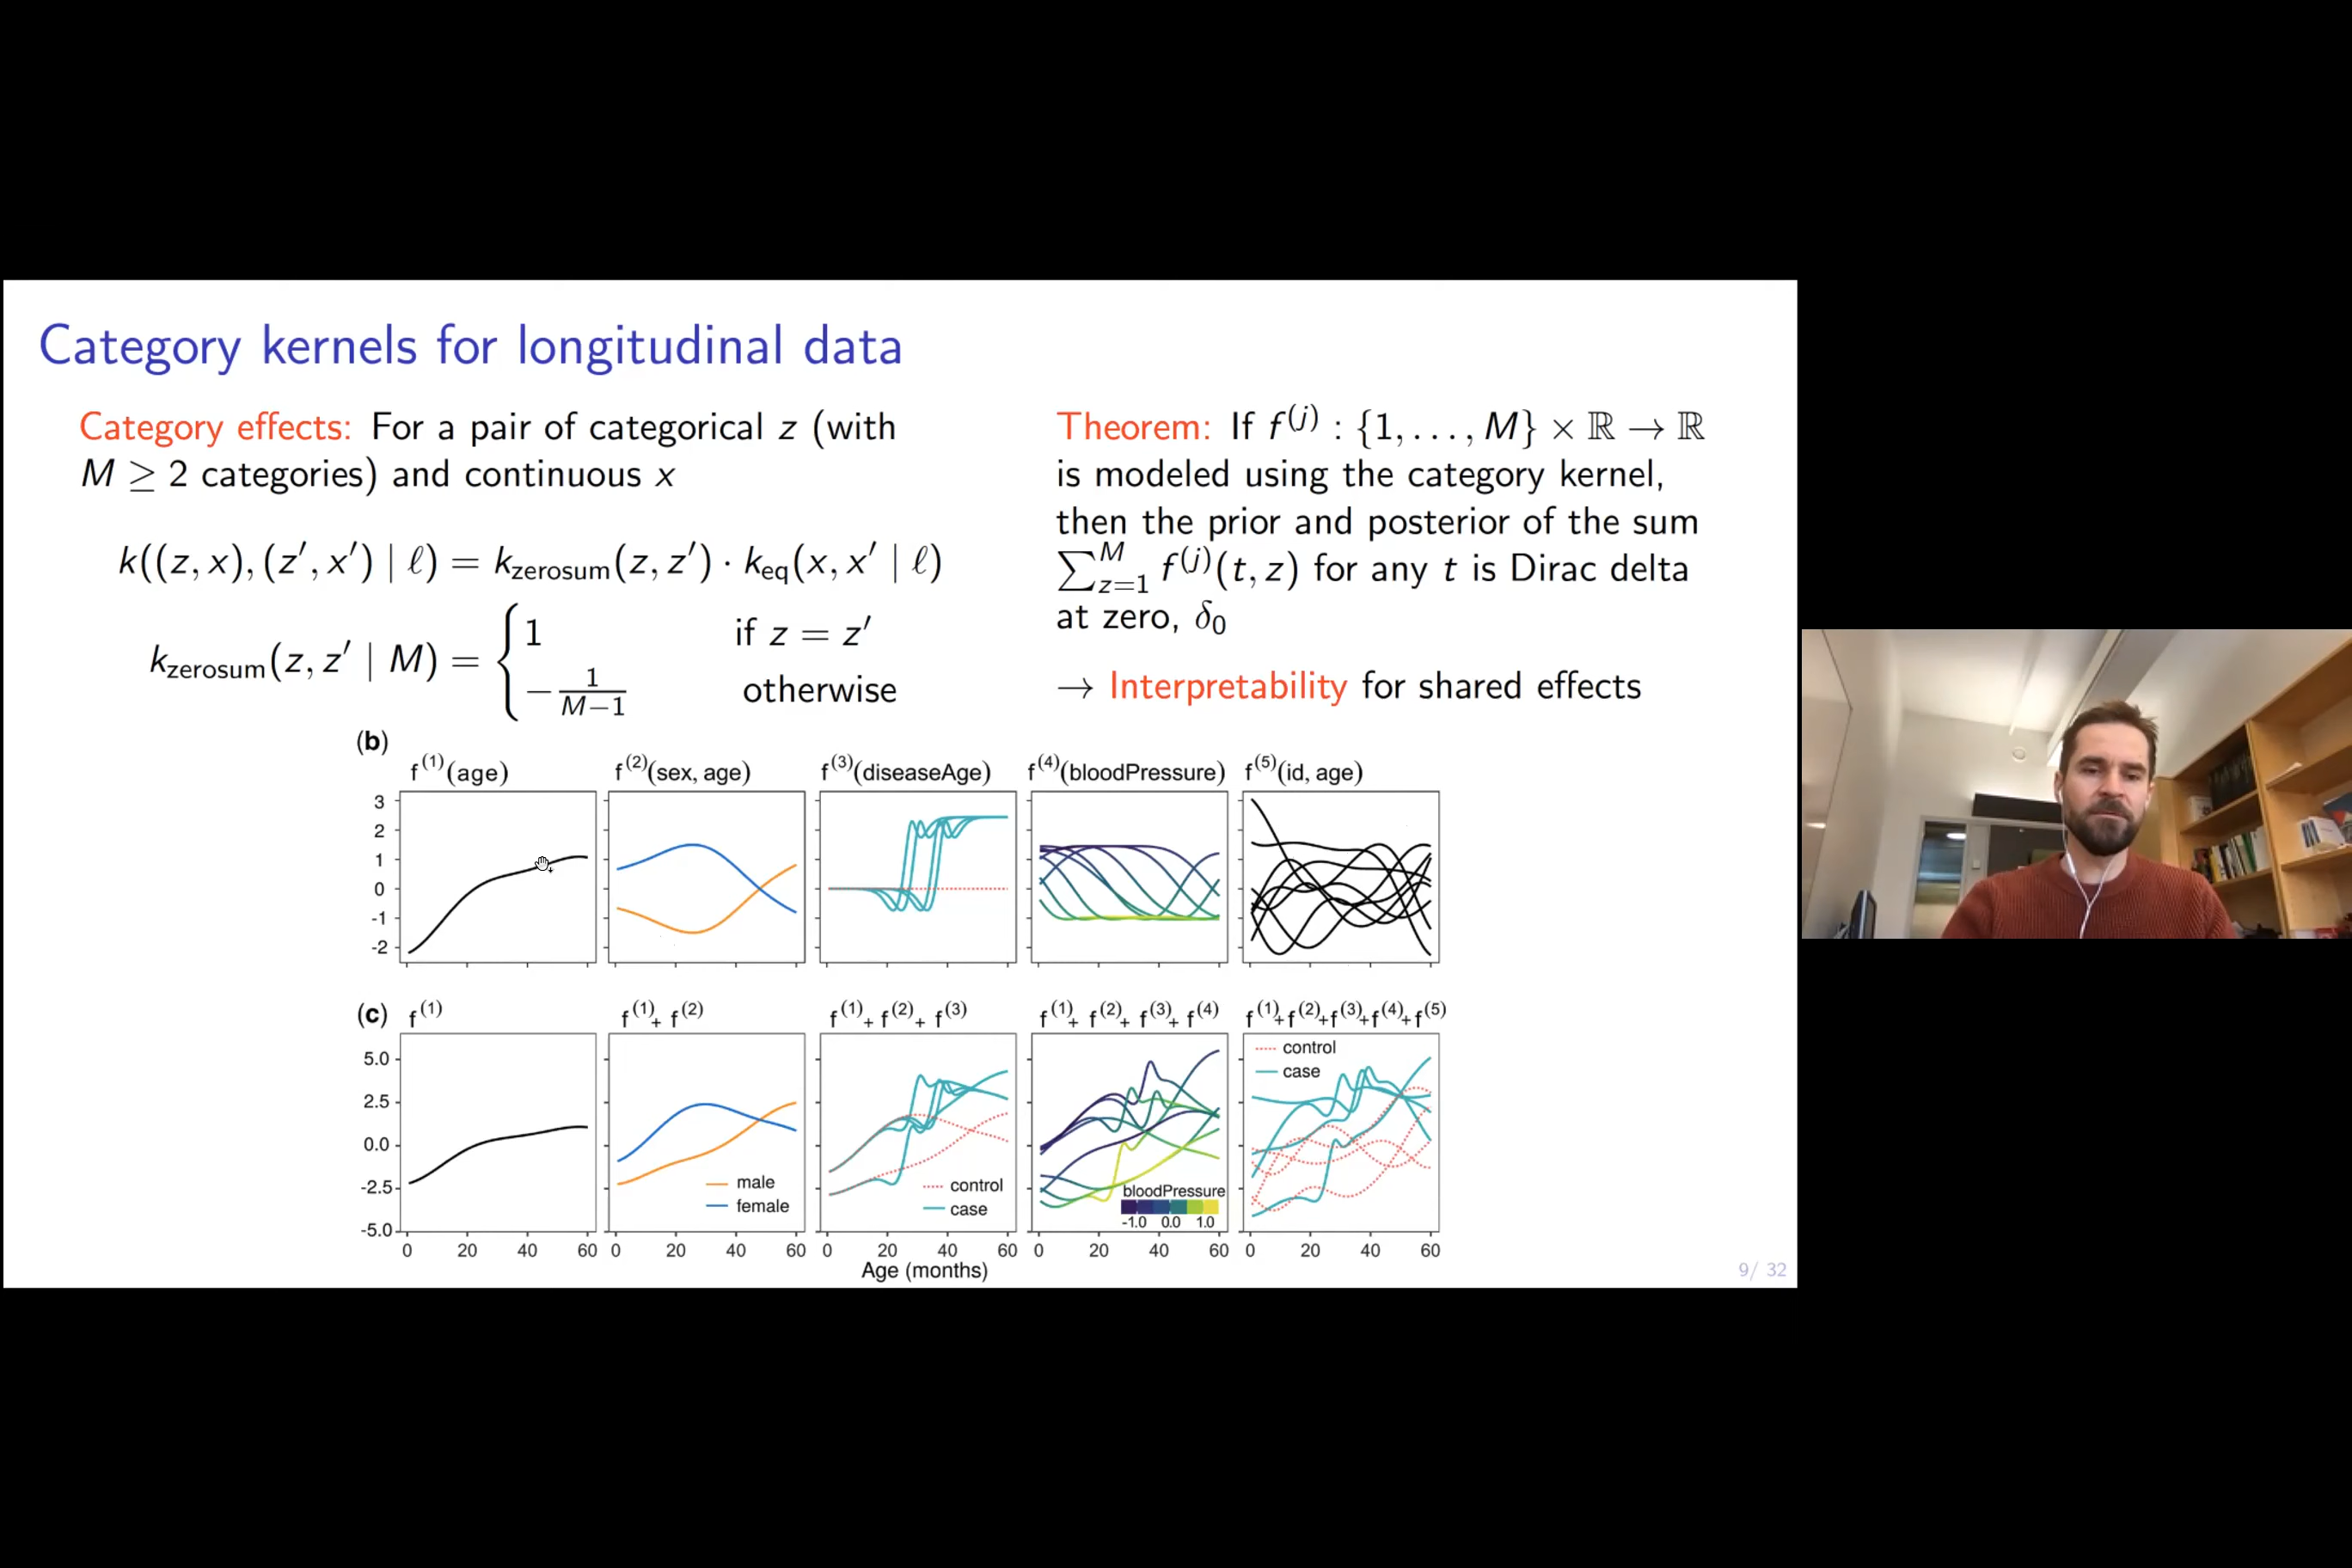 Category kernels for longitudinal data
Category effects: For a pair of categorical z (with
M ≥ 2 categories) and continuous x
k((z, x), (z′, x′) | ℓ) = k_zerosum(z, z′) · k_eq(x, x′ | ℓ)
k_zerosum(z, z′ | M) = { 1 if z = z′
−1/(M−1) otherwise
Theorem: If f^(j) : {1, . . . , M} × ℝ → ℝ
is modeled using the category kernel,
then the prior and posterior of the sum
∑_{z=1}^{M} f^(j)(t, z) for any t is Dirac delta
at zero, δ₀
→ Interpretability for shared effects
(b)
f^(1)(age) f^(2)(sex, age) f^(3)(diseaseAge) f^(4)(bloodPressure) f^(5)(id, age)
3
2
1
0
-1
-2
(c)
f^(1) f^(1)+ f^(2) f^(1)+ f^(2)+ f^(3) f^(1)+ f^(2)+ f^(3)+ f^(4) f^(1)+f^(2)+f^(3)+f^(4)+f^(5)
5.0
2.5
0.0
-2.5
-5.0
male
female
control
case
bloodPressure
-1.0 0.0 1.0
control
case
0 20 40 60 0 20 40 60 0 20 40 60 0 20 40 60 0 20 40 60
Age (months)
9/ 32